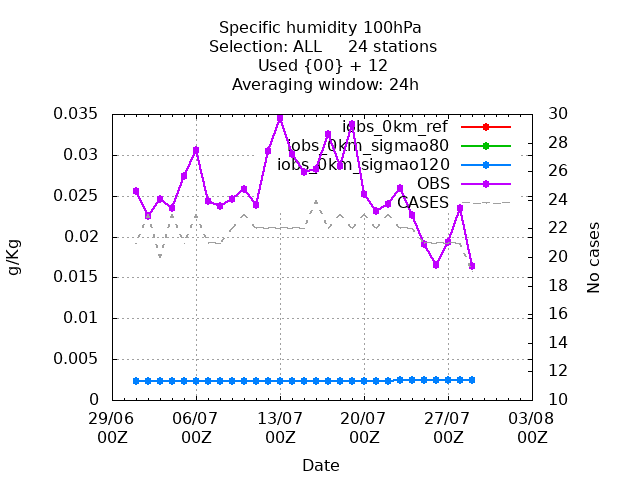 Specific humidity 100hPa
Selection: ALL 24 stations
Used {00} + 12
Averaging window: 24h
0.035
0.03
0.025
0.02
0.015
0.01
0.005
0
g/Kg
iobs_0km_ref
iobs_0km_sigmao80
iobs_0km_sigmao120
OBS
CASES
30
28
26
24
22
20
18
16
14
12
10
No cases
29/06 06/07 13/07 20/07 27/07 03/08
00Z 00Z 00Z 00Z 00Z 00Z
Date